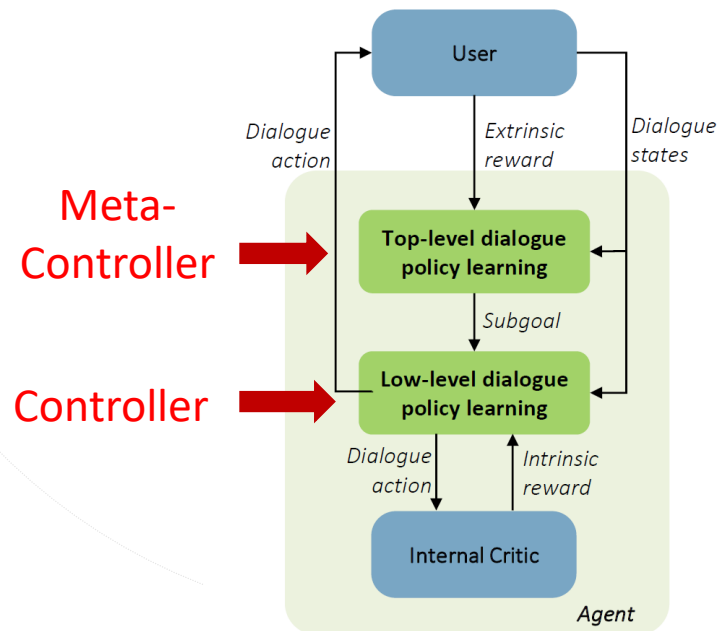 User
Dialogue
action
Extrinsic
reward
Dialogue
states
Meta-
Controller
Top-level dialogue
policy learning
Subgoal
Controller
Low-level dialogue
policy learning
Dialogue
action
Intrinsic
reward
Internal Critic
Agent